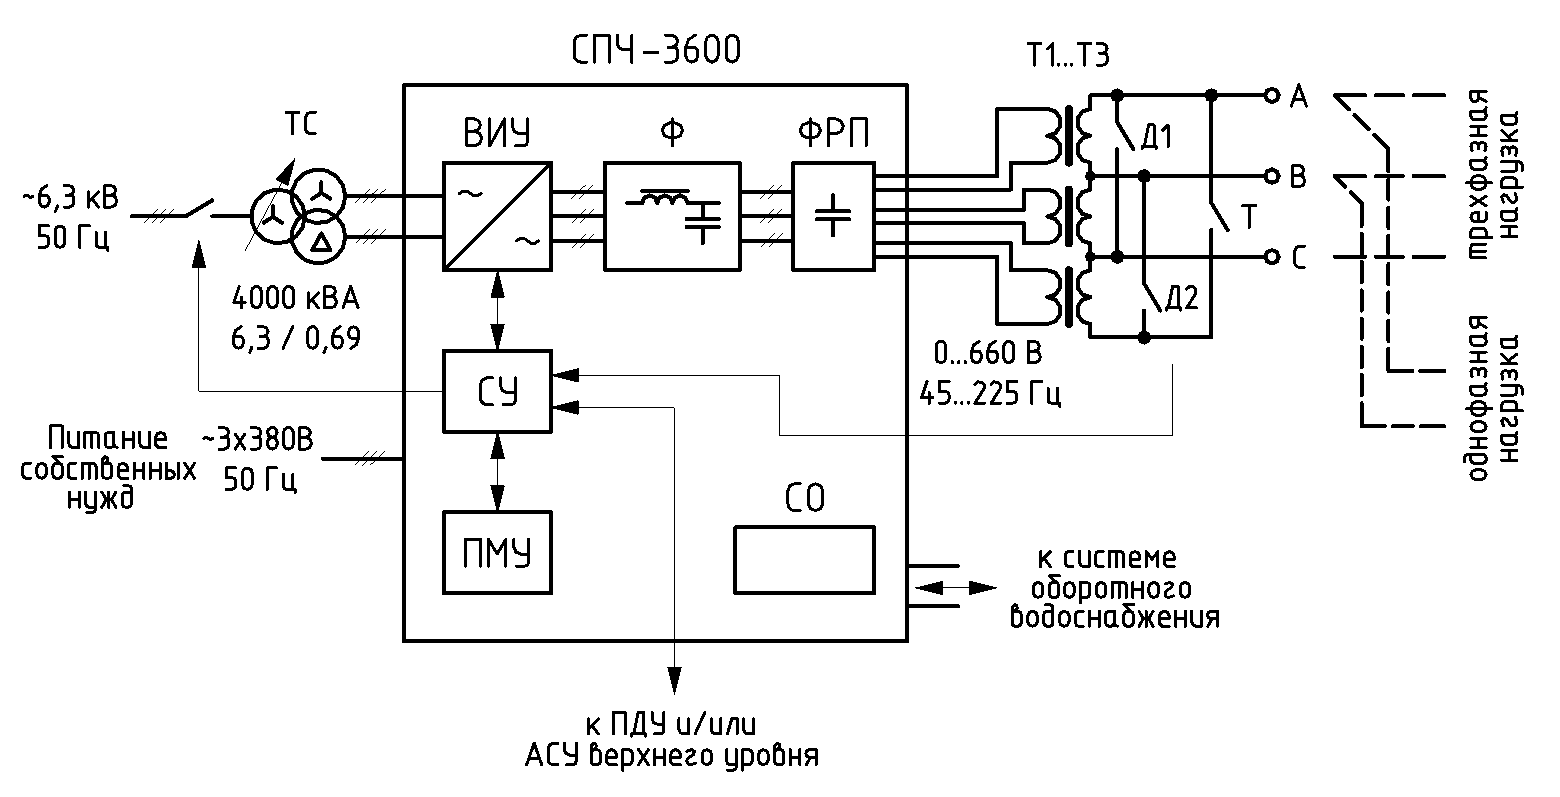 СПЧ-3600
Т1...Т3
ТС
ВИУ
Ф
ФРП
~6,3 кВ
50 Гц
4000 кВА
6,3 / 0,69
~
~
Д1
Т
Д2
А
В
С
трехфазная
нагрузка
однофазная
нагрузка
0...660 В
45...225 Гц
СУ
Питание
собственных
нужд
~3х380В
50 Гц
ПМУ
СО
к системе
оборотного
водоснабжения
к ПДУ и/или
АСУ верхнего уровня